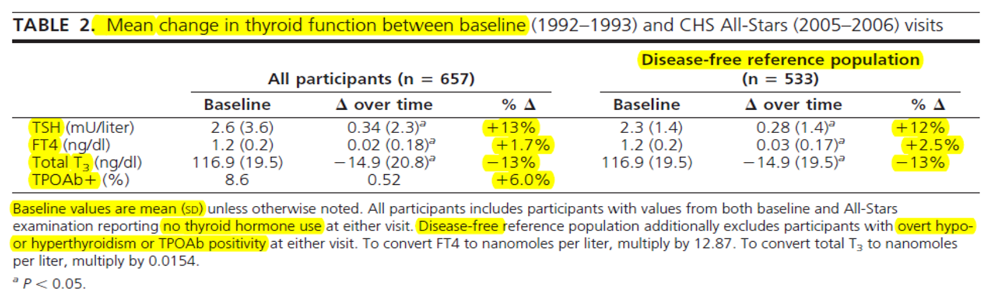 TABLE 2. Mean change in thyroid function between baseline (1992–1993) and CHS All-Stars (2005–2006) visits
Disease-free reference population
All participants (n = 657) (n = 533)
Baseline Δ over time % Δ Baseline Δ over time % Δ
TSH (mU/liter) 2.6 (3.6) 0.34 (2.3)ᵃ +13% 2.3 (1.4) 0.28 (1.4)ᵃ +12%
FT4 (ng/dl) 1.2 (0.2) 0.02 (0.18)ᵃ +1.7% 1.2 (0.2) 0.03 (0.17)ᵃ +2.5%
Total T₃ (ng/dl) 116.9 (19.5) −14.9 (20.8)ᵃ −13% 116.9 (19.5) −14.9 (19.5)ᵃ −13%
TPOAb+ (%) 8.6 0.52 +6.0%
Baseline values are mean (SD) unless otherwise noted. All participants includes participants with values from both baseline and All-Stars
examination reporting no thyroid hormone use at either visit. Disease-free reference population additionally excludes participants with overt hypo-
or hyperthyroidism or TPOAb positivity at either visit. To convert FT4 to nanomoles per liter, multiply by 12.87. To convert total T₃ to nanomoles
per liter, multiply by 0.0154.
ᵃ P < 0.05.